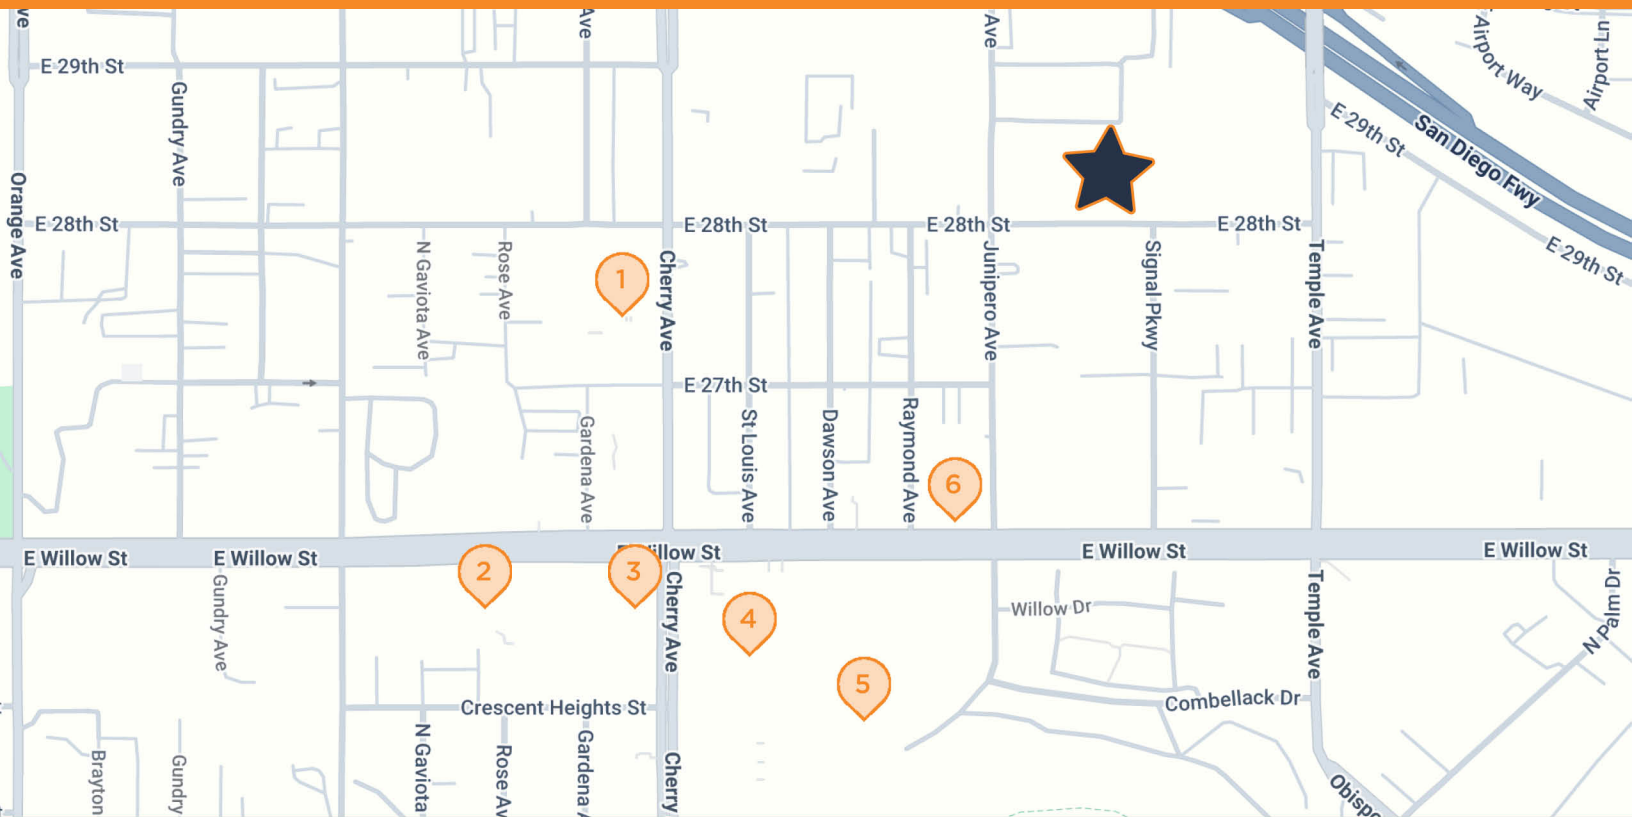 ve
Ave
Ave
Airport Way
Airport Ln
E 29th St
Gundry Ave
E 29th St
San Diego Fwy
Orange Ave
E 28th St
E 28th St
E 28th St
E 28th St
E 29th St
N Gaviota Ave
Rose Ave
1
Cherry Ave
Junipero Ave
Signal Pkwy
Temple Ave
E 27th St
Gardena Ave
St Louis Ave
Dawson Ave
Raymond Ave
6
E Willow St
E Willow St
E Willow St
E Willow St
E Willow St
2
3
Gundry Ave
Cherry Ave
4
Willow Dr
Temple Ave
N Palm Dr
5
Crescent Heights St
Combellack Dr
Brayton
Gundry
N Gaviota
Rose Av
Gardena A
Cherry
Obispo